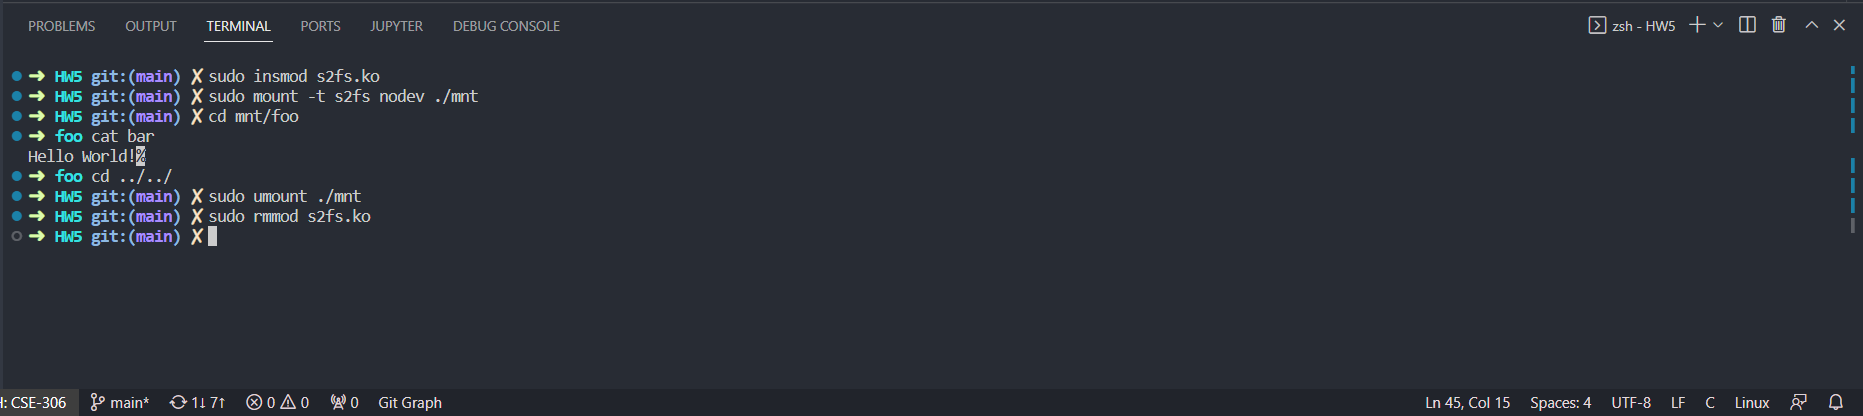 PROBLEMS OUTPUT TERMINAL PORTS JUPYTER DEBUG CONSOLE zsh - HW5
➜ HW5 git:(main) ✗ sudo insmod s2fs.ko
➜ HW5 git:(main) ✗ sudo mount -t s2fs nodev ./mnt
➜ HW5 git:(main) ✗ cd mnt/foo
➜ foo cat bar
Hello World!%
➜ foo cd ../../
➜ HW5 git:(main) ✗ sudo umount ./mnt
➜ HW5 git:(main) ✗ sudo rmmod s2fs.ko
➜ HW5 git:(main) ✗
H: CSE-306 main* 1↓ 7↑ 0 0 0 Git Graph Ln 45, Col 15 Spaces: 4 UTF-8 LF C Linux